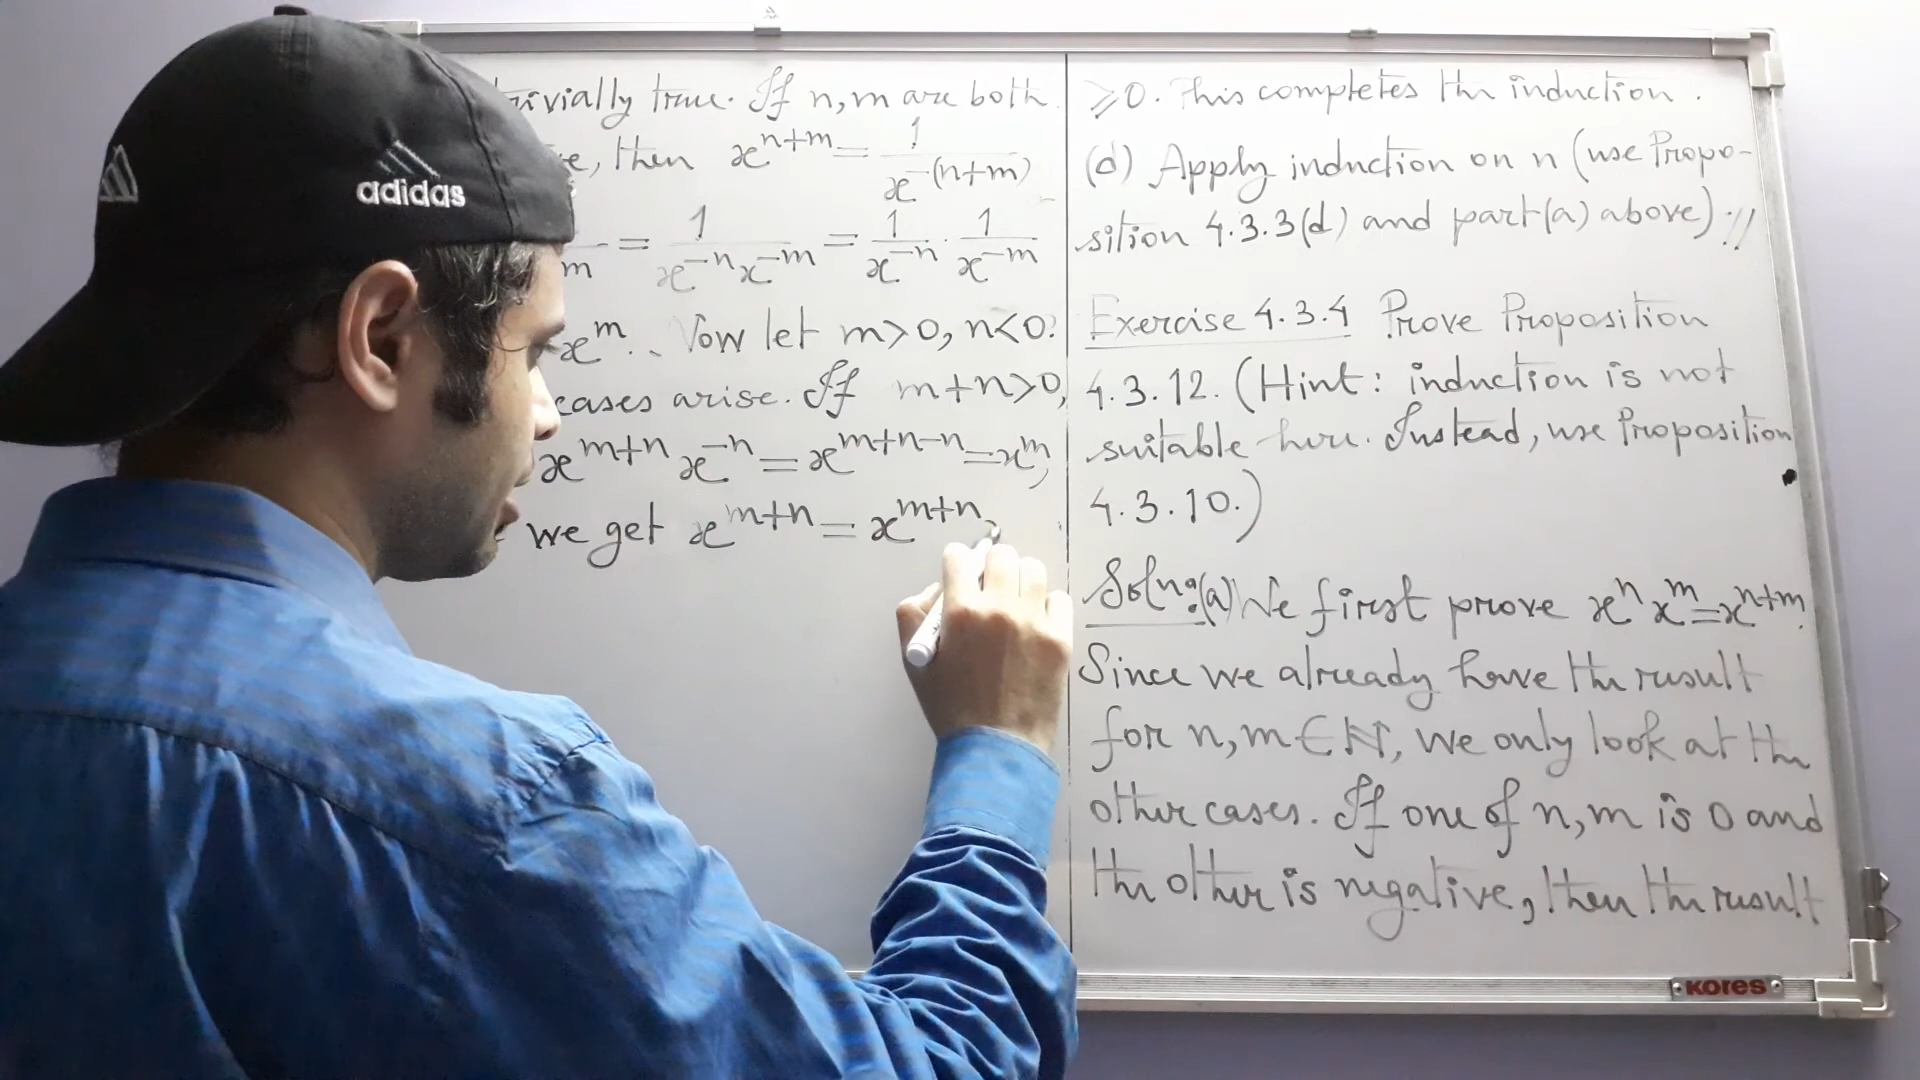 trivially true. If n, m are both
, then x^{n+m} = 1/x^{-(n+m)}
m = 1/(x^{-n} x^{-m}) = 1/x^{-n} · 1/x^{-m}
x^m. Now let m>0, n<0.
cases arise. If m+n>0,
x^{m+n} x^{-n} = x^{m+n-n} = x^m,
we get x^{m+n} = x^{m+n}
≥0. This completes the induction.
(d) Apply induction on n (use Propo-
sition 4.3.3(d) and part (a) above).//
Exercise 4.3.4 Prove Proposition
4.3.12. (Hint: induction is not
suitable here. Instead, use Proposition
4.3.10.)
Soln:(a) We first prove x^n x^m = x^{n+m}.
Since we already have the result
for n, m ∈ N, we only look at the
other cases. If one of n, m is 0 and
the other is negative, then the result
adidas
KORES